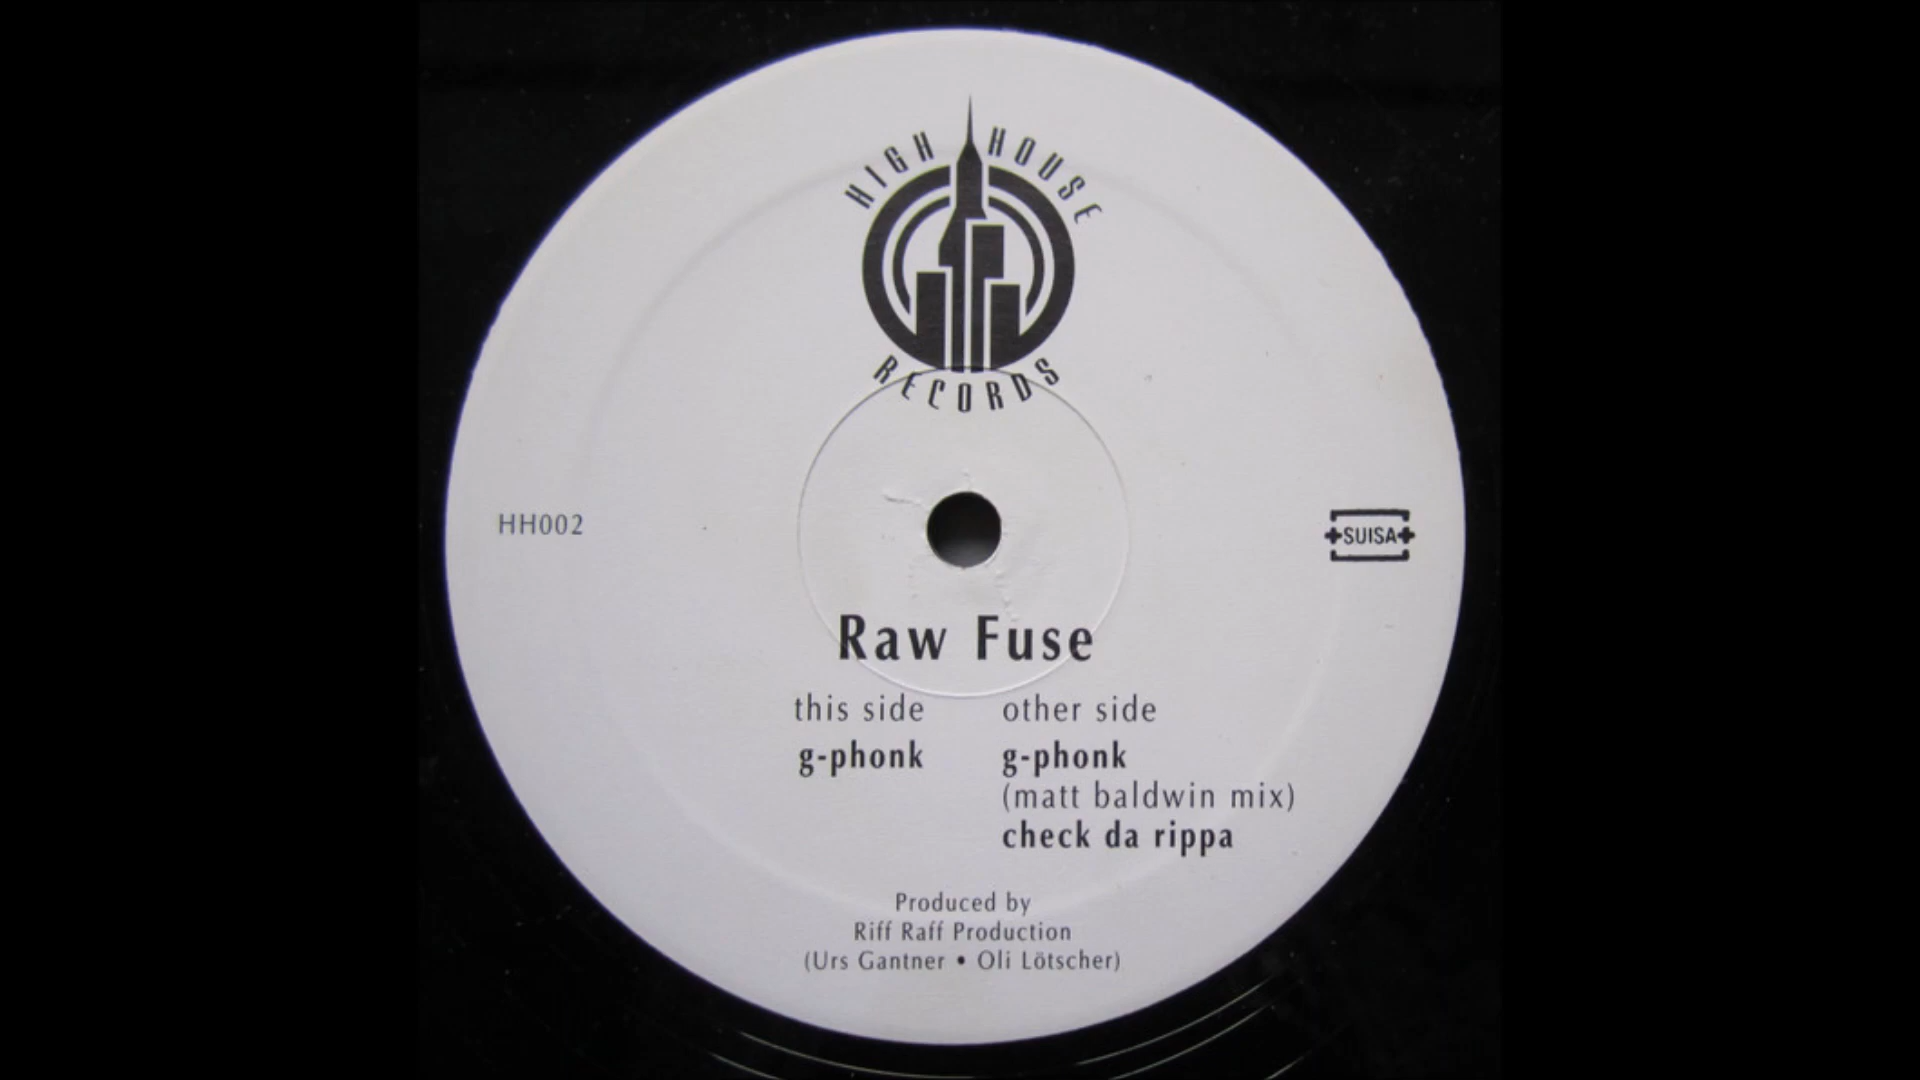 HIGH HOUSE
RECORDS
HH002
SUISA
Raw Fuse
this side
g-phonk
other side
g-phonk
(matt baldwin mix)
check da rippa
Produced by
Riff Raff Production
(Urs Gantner • Oli Lötscher)